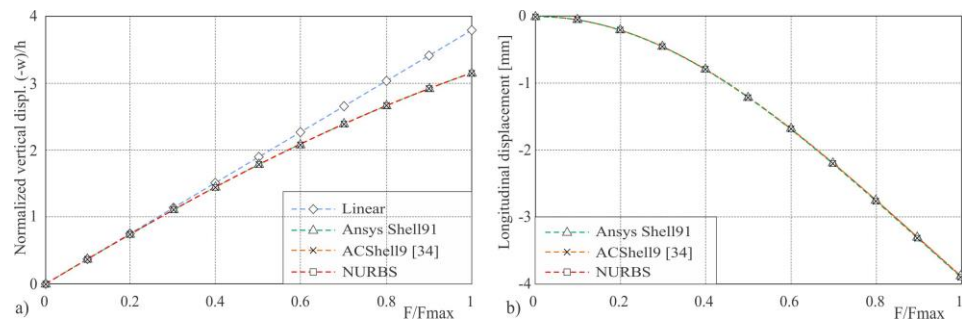 Normalized vertical displ. (-w)/h
4
3
2
1
0
0
0.2
0.4
0.6
0.8
1
F/Fmax
a)
Linear
Ansys Shell91
ACShell9 [34]
NURBS
Longitudinal displacement [mm]
0
-1
-2
-3
-4
0
0.2
0.4
0.6
0.8
1
F/Fmax
b)
Ansys Shell91
ACShell9 [34]
NURBS